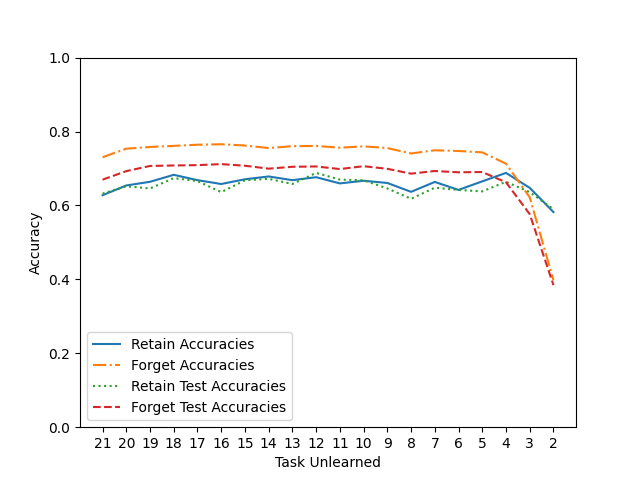 1.0
0.8
0.6
0.4
0.2
0.0
Accuracy
Retain Accuracies
Forget Accuracies
Retain Test Accuracies
Forget Test Accuracies
21 20 19 18 17 16 15 14 13 12 11 10 9 8 7 6 5 4 3 2
Task Unlearned